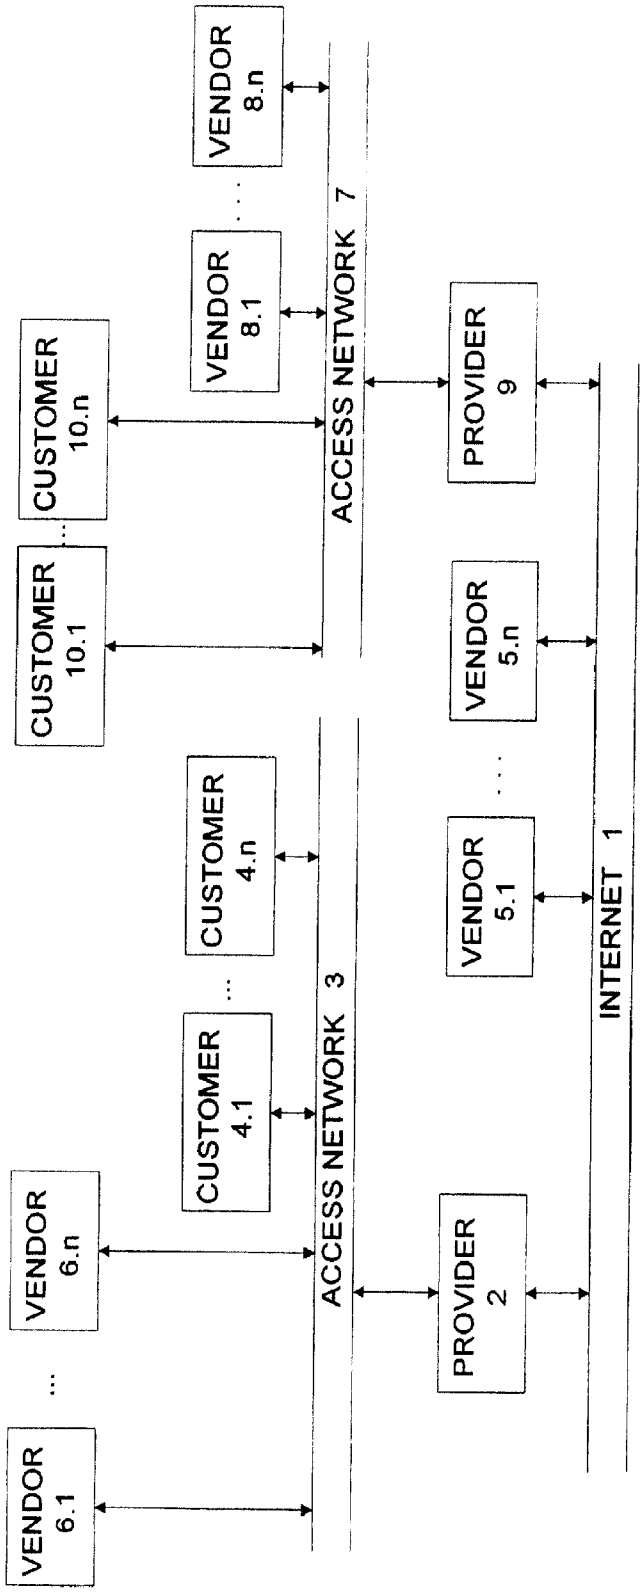 VENDOR
6.1
...
VENDOR
6.n
CUSTOMER
10.1
....
CUSTOMER
10.n
CUSTOMER
4.1
...
CUSTOMER
4.n
VENDOR
8.1
. . . .
VENDOR
8.n
ACCESS NETWORK 3
ACCESS NETWORK 7
PROVIDER
2
VENDOR
5.1
. . .
VENDOR
5.n
PROVIDER
9
INTERNET 1